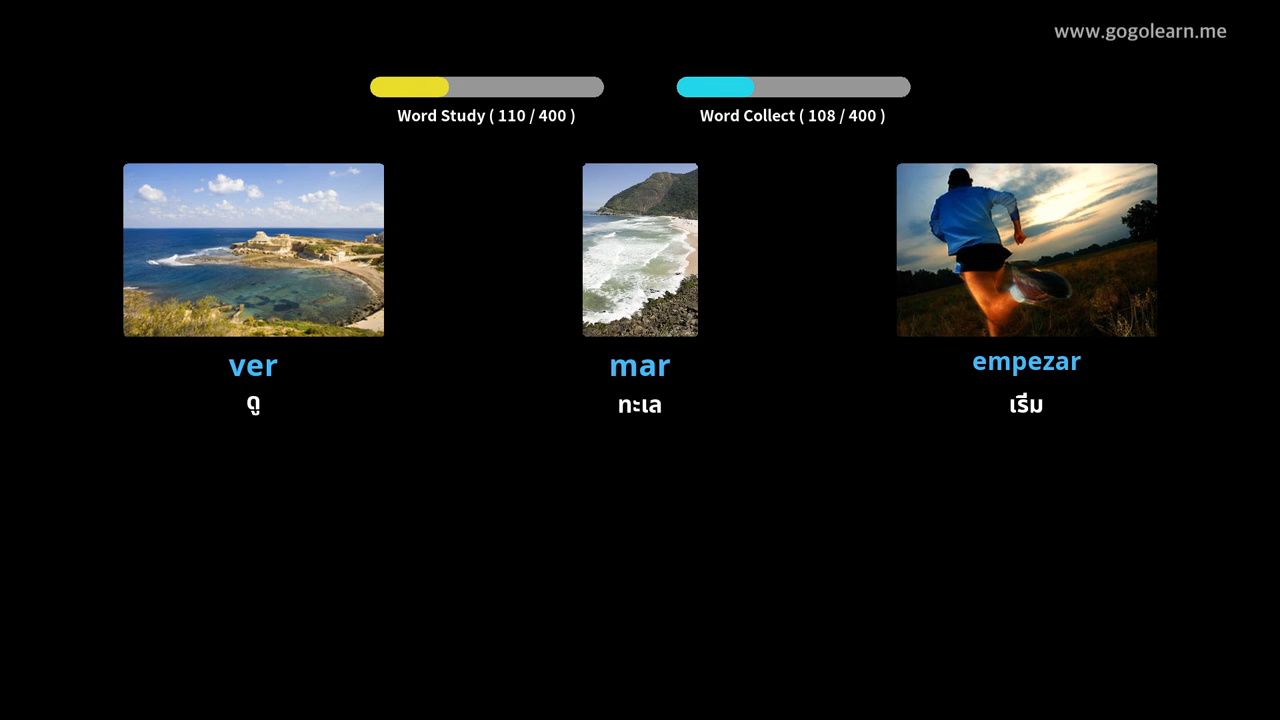 www.gogolearn.me
Word Study ( 110 / 400 )
Word Collect ( 108 / 400 )
ver
mar
empezar
ดู
ทะเล
เริ่ม